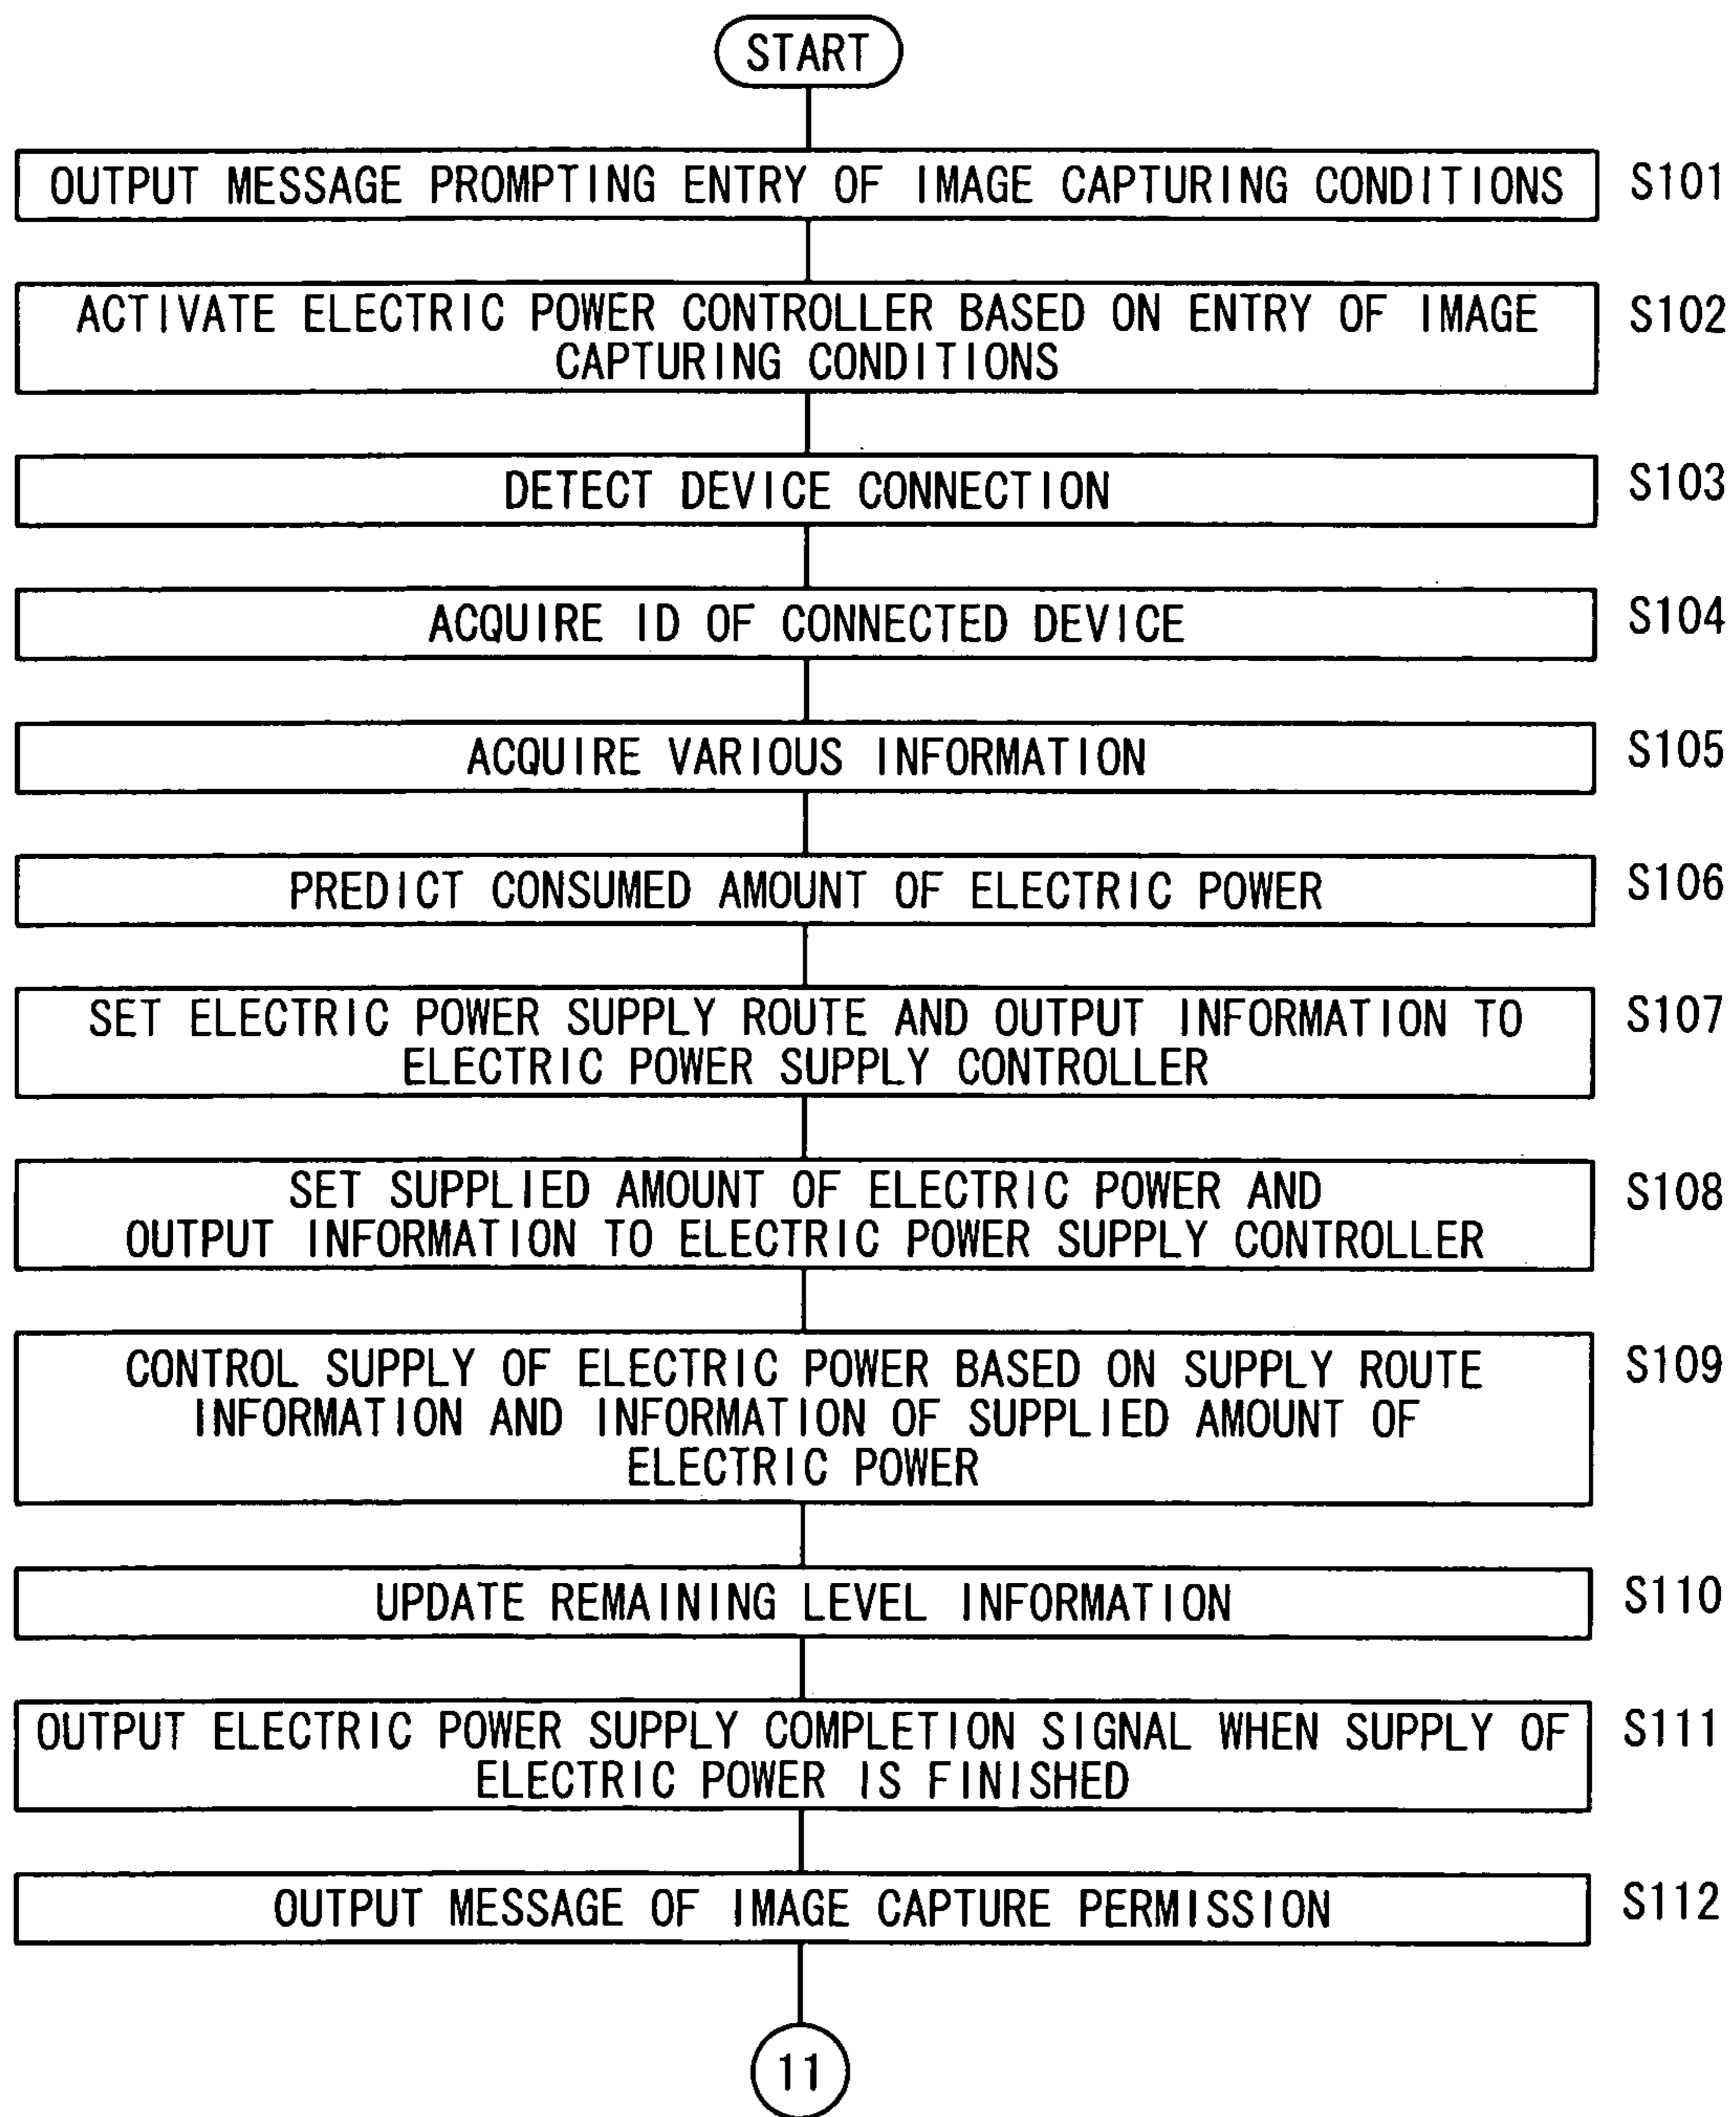 START
OUTPUT MESSAGE PROMPTING ENTRY OF IMAGE CAPTURING CONDITIONS S101
ACTIVATE ELECTRIC POWER CONTROLLER BASED ON ENTRY OF IMAGE S102
CAPTURING CONDITIONS
DETECT DEVICE CONNECTION S103
ACQUIRE ID OF CONNECTED DEVICE S104
ACQUIRE VARIOUS INFORMATION S105
PREDICT CONSUMED AMOUNT OF ELECTRIC POWER S106
SET ELECTRIC POWER SUPPLY ROUTE AND OUTPUT INFORMATION TO S107
ELECTRIC POWER SUPPLY CONTROLLER
SET SUPPLIED AMOUNT OF ELECTRIC POWER AND S108
OUTPUT INFORMATION TO ELECTRIC POWER SUPPLY CONTROLLER
CONTROL SUPPLY OF ELECTRIC POWER BASED ON SUPPLY ROUTE S109
INFORMATION AND INFORMATION OF SUPPLIED AMOUNT OF
ELECTRIC POWER
UPDATE REMAINING LEVEL INFORMATION S110
OUTPUT ELECTRIC POWER SUPPLY COMPLETION SIGNAL WHEN SUPPLY OF S111
ELECTRIC POWER IS FINISHED
OUTPUT MESSAGE OF IMAGE CAPTURE PERMISSION S112
11